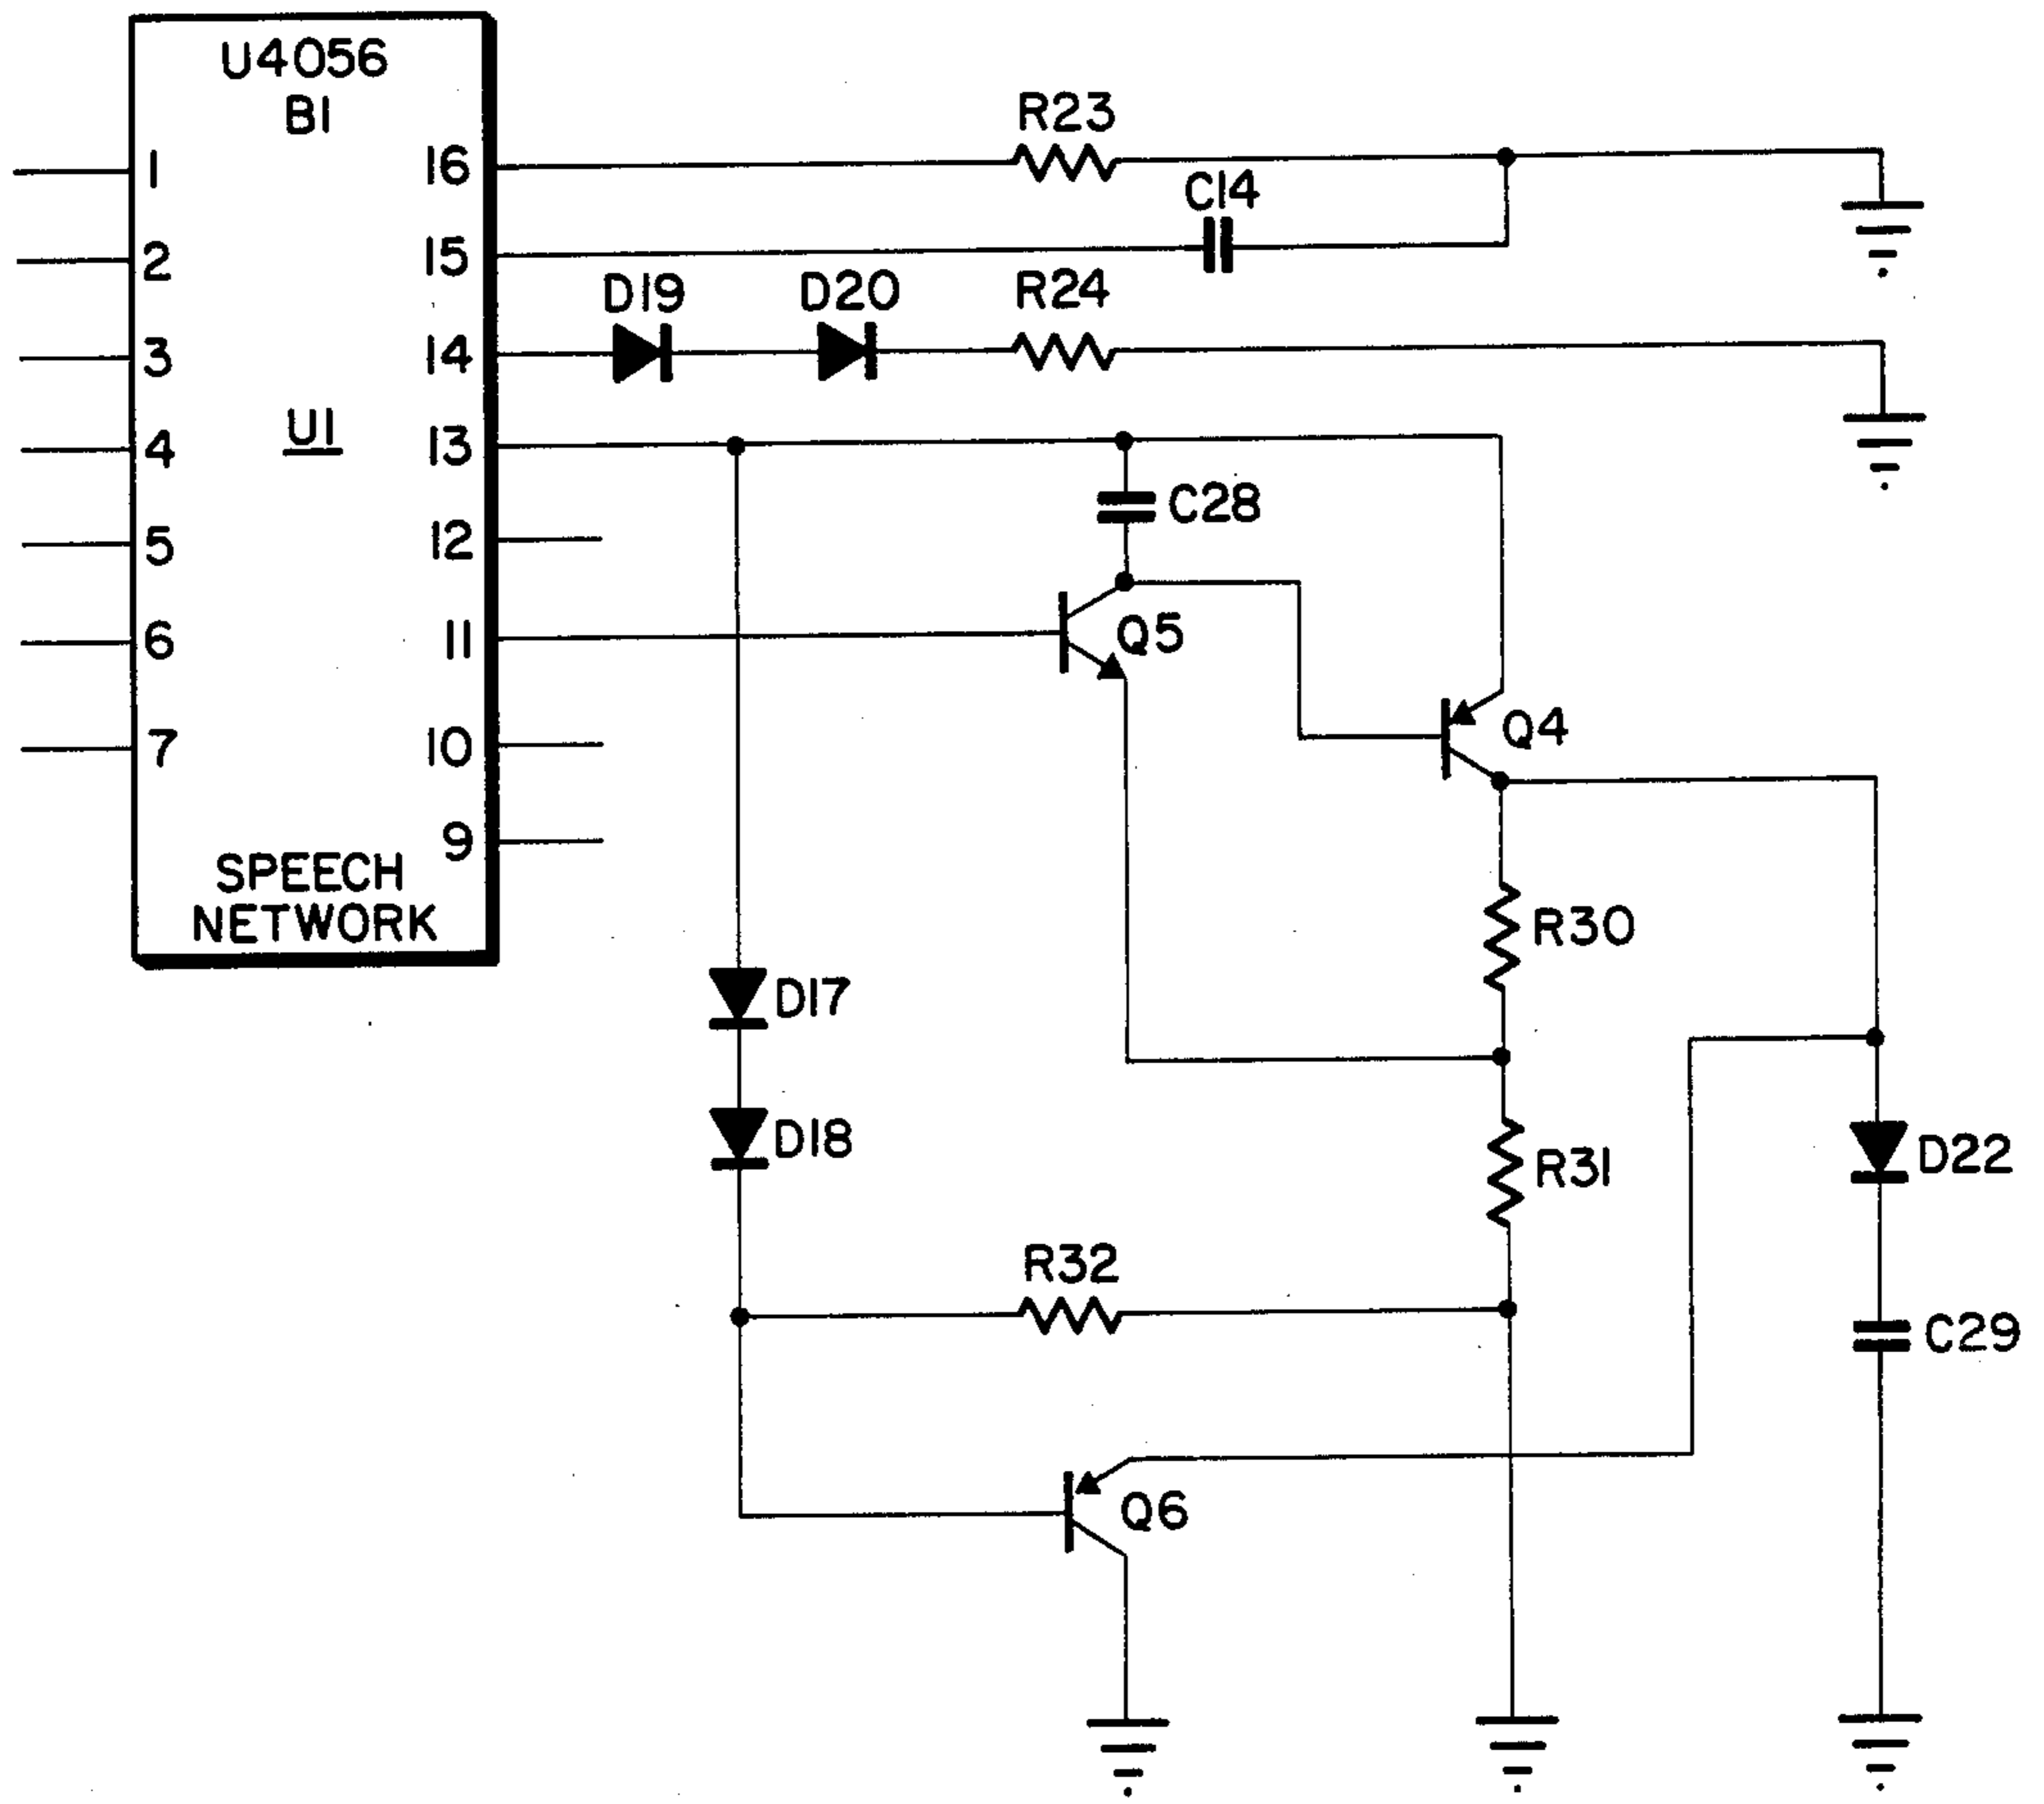 U4056
B1
U1
SPEECH
NETWORK
1
2
3
4
5
6
7
16
15
14
13
12
11
10
9
R23
C14
D19
D20
R24
C28
Q5
Q4
R30
D17
D18
R31
D22
R32
C29
Q6